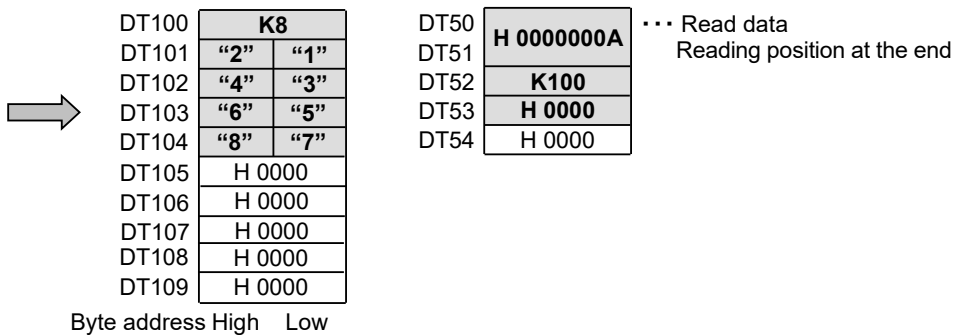 DT100 K8
DT101 “2” “1”
DT102 “4” “3”
DT103 “6” “5”
DT104 “8” “7”
DT105 H 0000
DT106 H 0000
DT107 H 0000
DT108 H 0000
DT109 H 0000
Byte address High Low
DT50 H 0000000A ··· Read data
DT51 Reading position at the end
DT52 K100
DT53 H 0000
DT54 H 0000